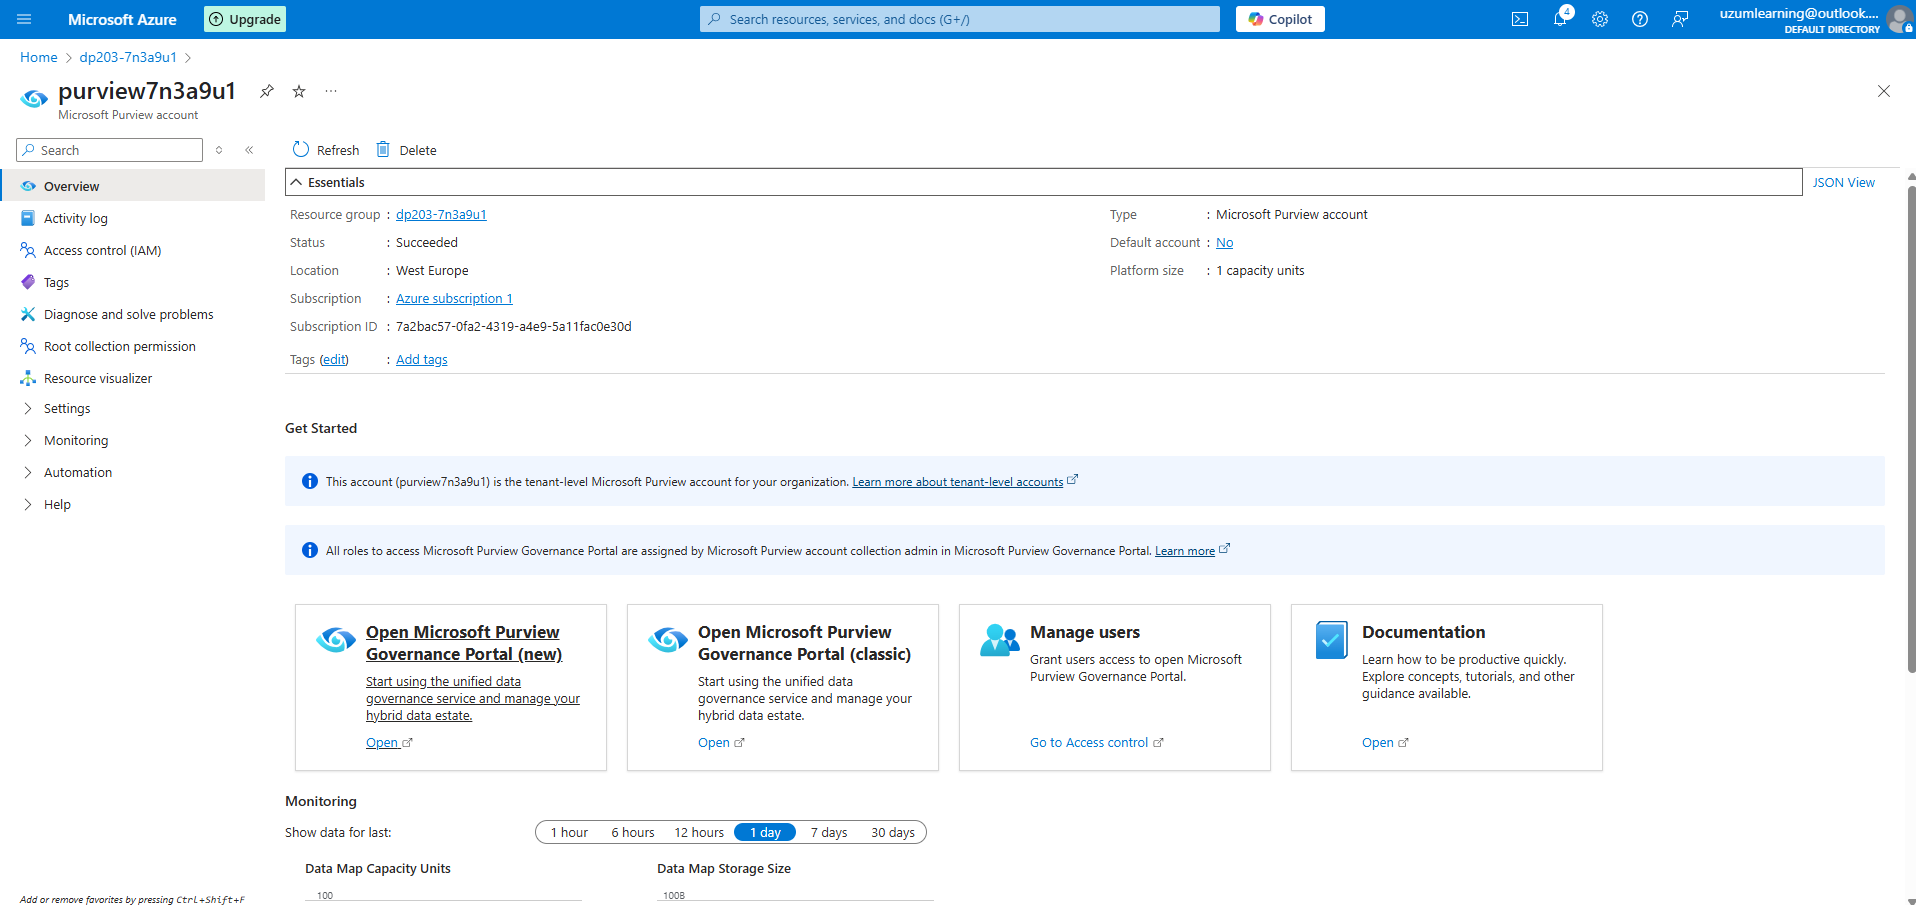 Microsoft Azure
Upgrade
Search resources, services, and docs (G+/)
Copilot
4
uzumlearning@outlook....
DEFAULT DIRECTORY
Home > dp203-7n3a9u1 >
purview7n3a9u1
Microsoft Purview account
Search
Refresh
Delete
Overview
Activity log
Access control (IAM)
Tags
Diagnose and solve problems
Root collection permission
Resource visualizer
Settings
Monitoring
Automation
Help
Essentials
JSON View
Resource group : dp203-7n3a9u1
Status : Succeeded
Location : West Europe
Subscription : Azure subscription 1
Subscription ID : 7a2bac57-0fa2-4319-a4e9-5a11fac0e30d
Tags (edit) : Add tags
Type : Microsoft Purview account
Default account : No
Platform size : 1 capacity units
Get Started
This account (purview7n3a9u1) is the tenant-level Microsoft Purview account for your organization. Learn more about tenant-level accounts
All roles to access Microsoft Purview Governance Portal are assigned by Microsoft Purview account collection admin in Microsoft Purview Governance Portal. Learn more
Open Microsoft Purview
Governance Portal (new)
Start using the unified data
governance service and manage your
hybrid data estate.
Open
Open Microsoft Purview
Governance Portal (classic)
Start using the unified data
governance service and manage your
hybrid data estate.
Open
Manage users
Grant users access to open Microsoft
Purview Governance Portal.
Go to Access control
Documentation
Learn how to be productive quickly.
Explore concepts, tutorials, and other
guidance available.
Open
Monitoring
Show data for last:
1 hour 6 hours 12 hours 1 day 7 days 30 days
Data Map Capacity Units
100
Data Map Storage Size
100B
Add or remove favorites by pressing Ctrl+Shift+F